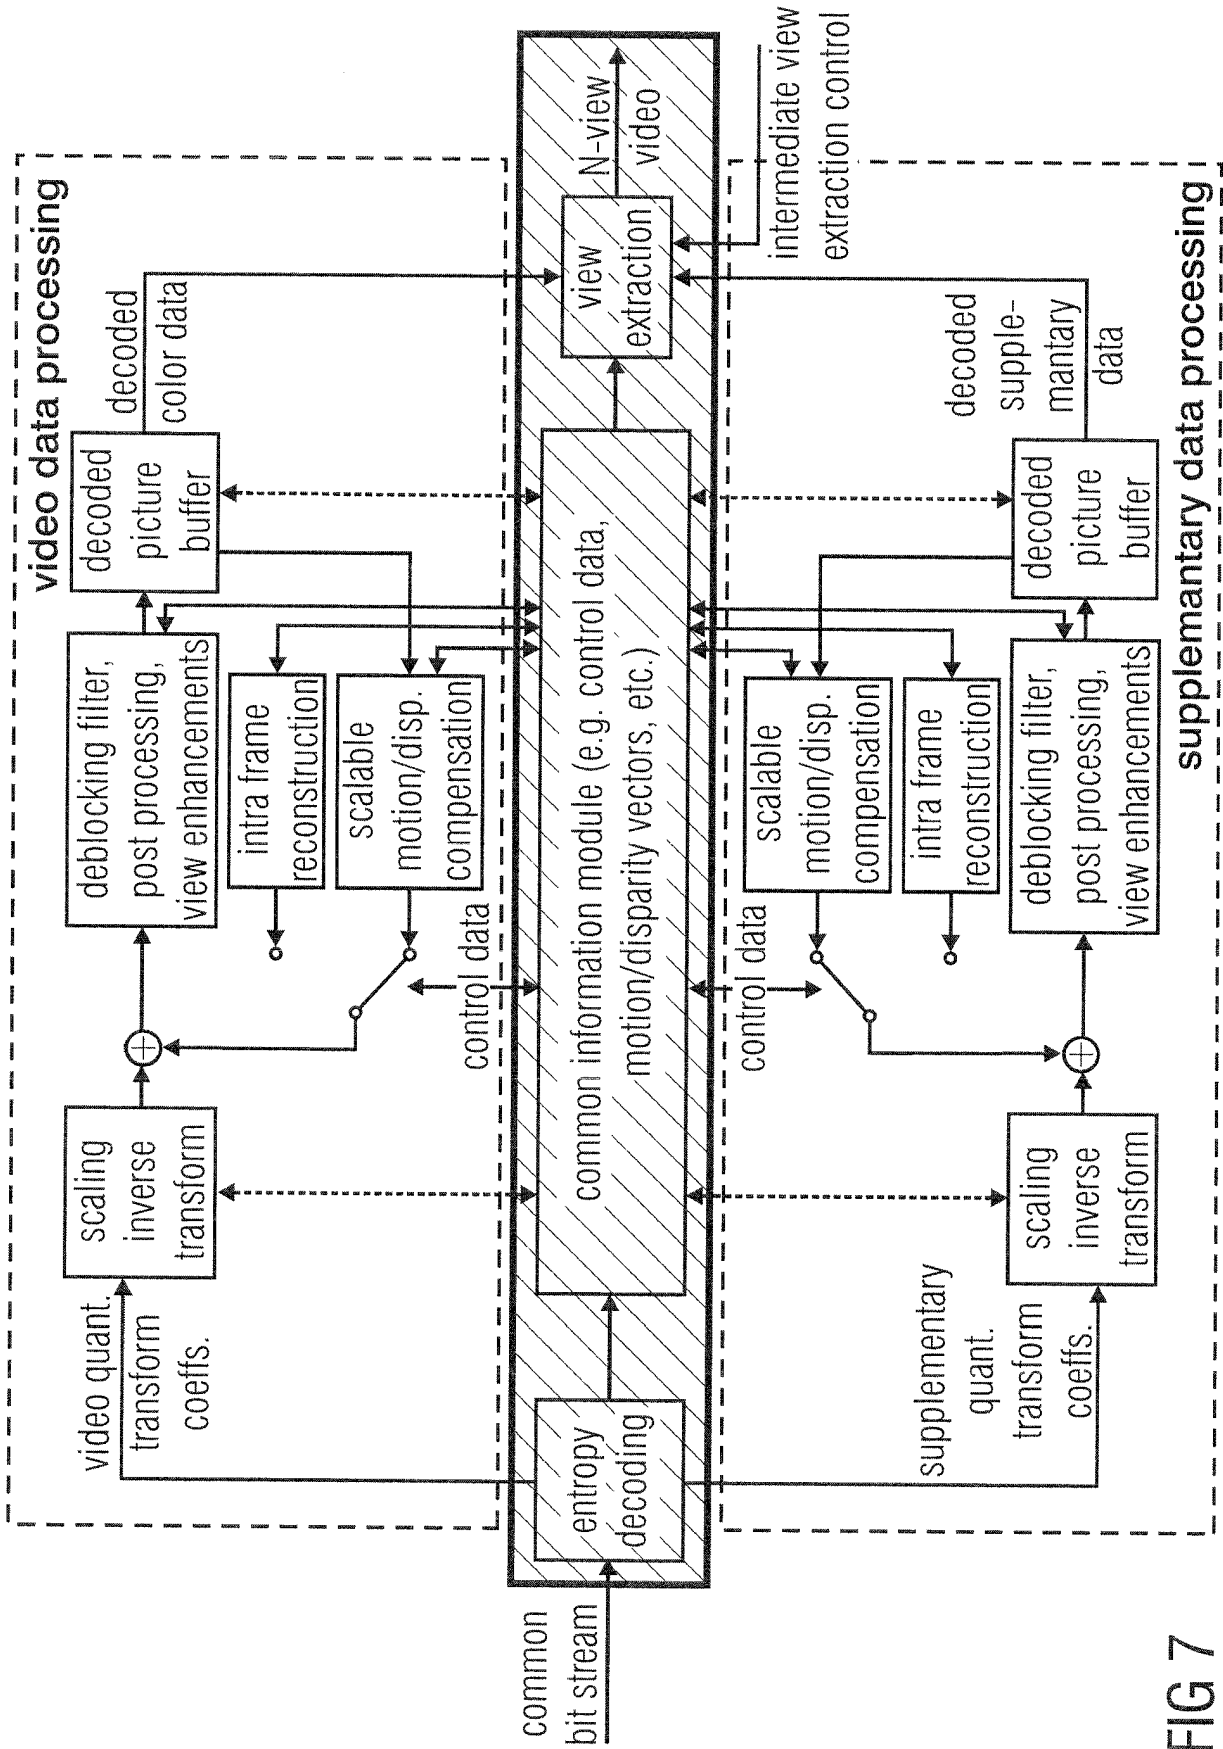 video data processing
video quant.
transform
coeffs.
scaling
inverse
transform
deblocking filter,
post processing,
view enhancements
intra frame
reconstruction
scalable
motion/disp.
compensation
decoded
picture
buffer
decoded
color data
control data
common
bit stream
entropy
decoding
common information module (e.g. control data,
motion/disparity vectors, etc.)
view
extraction
N-view
video
intermediate view
extraction control
control data
supplementary
quant.
transform
coeffs.
scaling
inverse
transform
scalable
motion/disp.
compensation
intra frame
reconstruction
deblocking filter,
post processing,
view enhancements
decoded
picture
buffer
decoded
supple-
mantary
data
supplemantary data processing
FIG 7